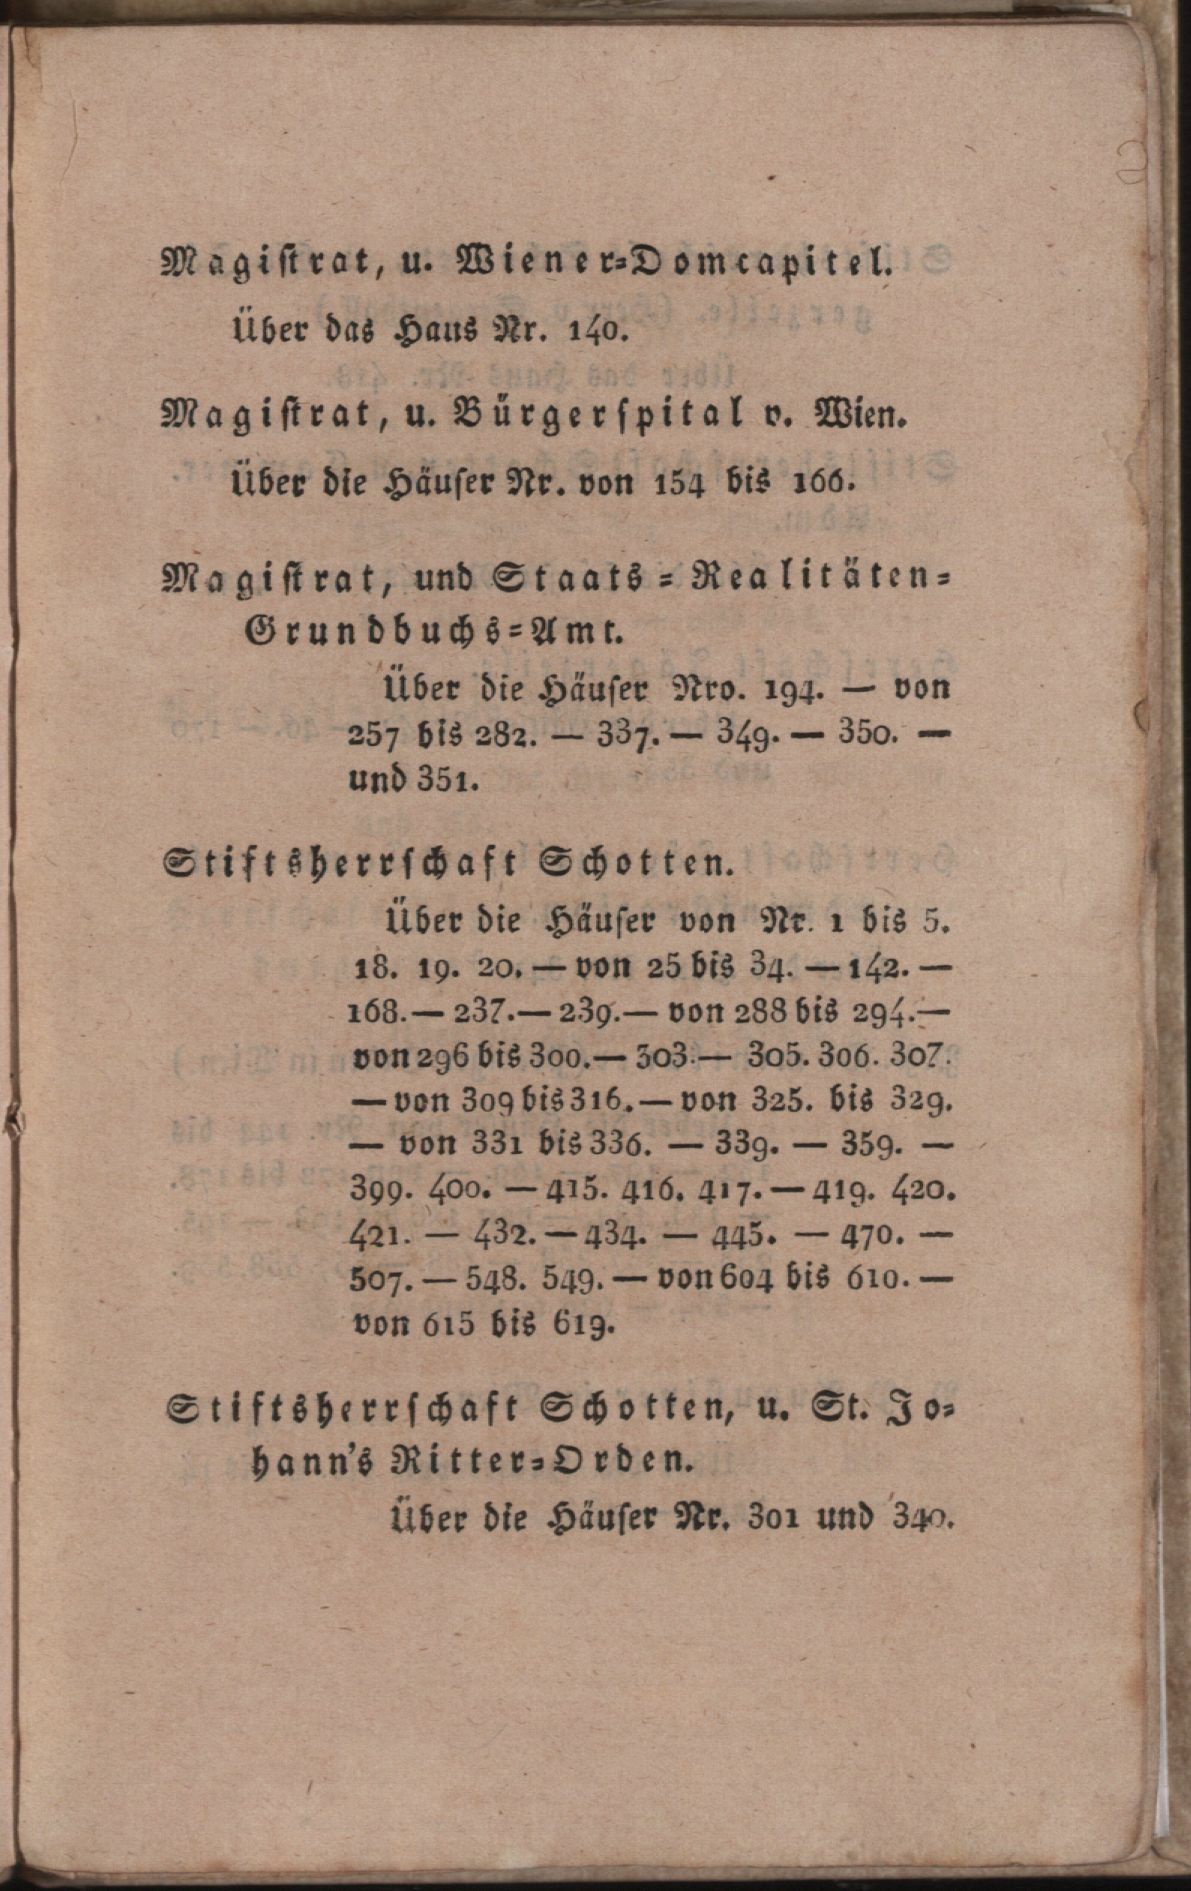 Magiſtrat, u. Wiener-Domcapitel.
Über das Haus Nr. 140.
Magiſtrat, u. Bürgerſpital v. Wien.
Über die Häuſer Nr. von 154 bis 166.
Magiſtrat, und Staats-Realitäten-
Grundbuchs-Amt.
Über die Häuſer Nro. 194. — von
257 bis 282. — 337. — 349. — 350. —
und 351.
Stiftsherrſchaft Schotten.
Über die Häuſer von Nr. 1 bis 5.
18. 19. 20. — von 25 bis 34. — 142. —
168. — 237. — 239. — von 288 bis 294. —
von 296 bis 300. — 303. — 305. 306. 307.
— von 309 bis 316. — von 325. bis 329.
— von 331 bis 336. — 339. — 359. —
399. 400. — 415. 416. 417. — 419. 420.
421. — 432. — 434. — 445. — 470. —
507. — 548. 549. — von 604 bis 610. —
von 615 bis 619.
Stiftsherrſchaft Schotten, u. St. Jo-
hann's Ritter-Orden.
Über die Häuſer Nr. 301 und 340.